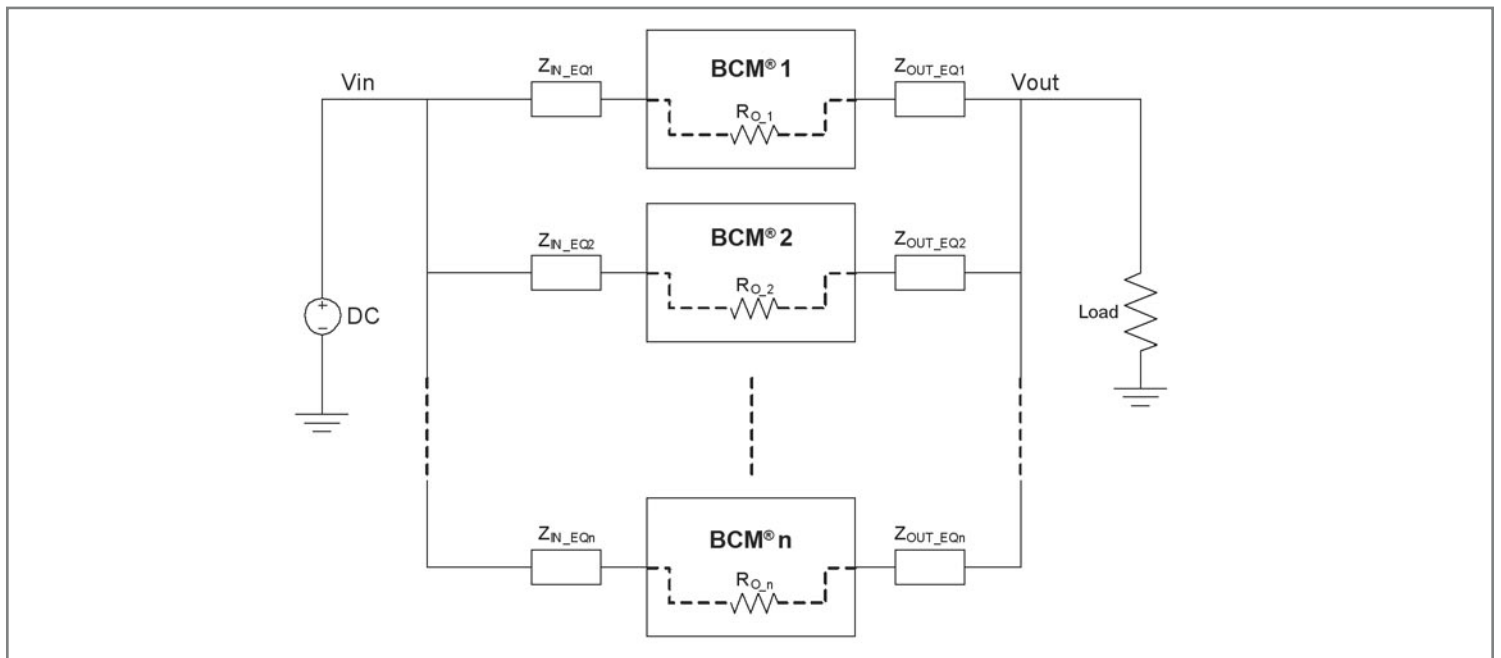 Vin
Z_IN_EQ1
BCM® 1
R_O_1
Z_OUT_EQ1
Vout
Z_IN_EQ2
BCM® 2
R_O_2
Z_OUT_EQ2
+
−
DC
Load
Z_IN_EQn
BCM® n
R_O_n
Z_OUT_EQn